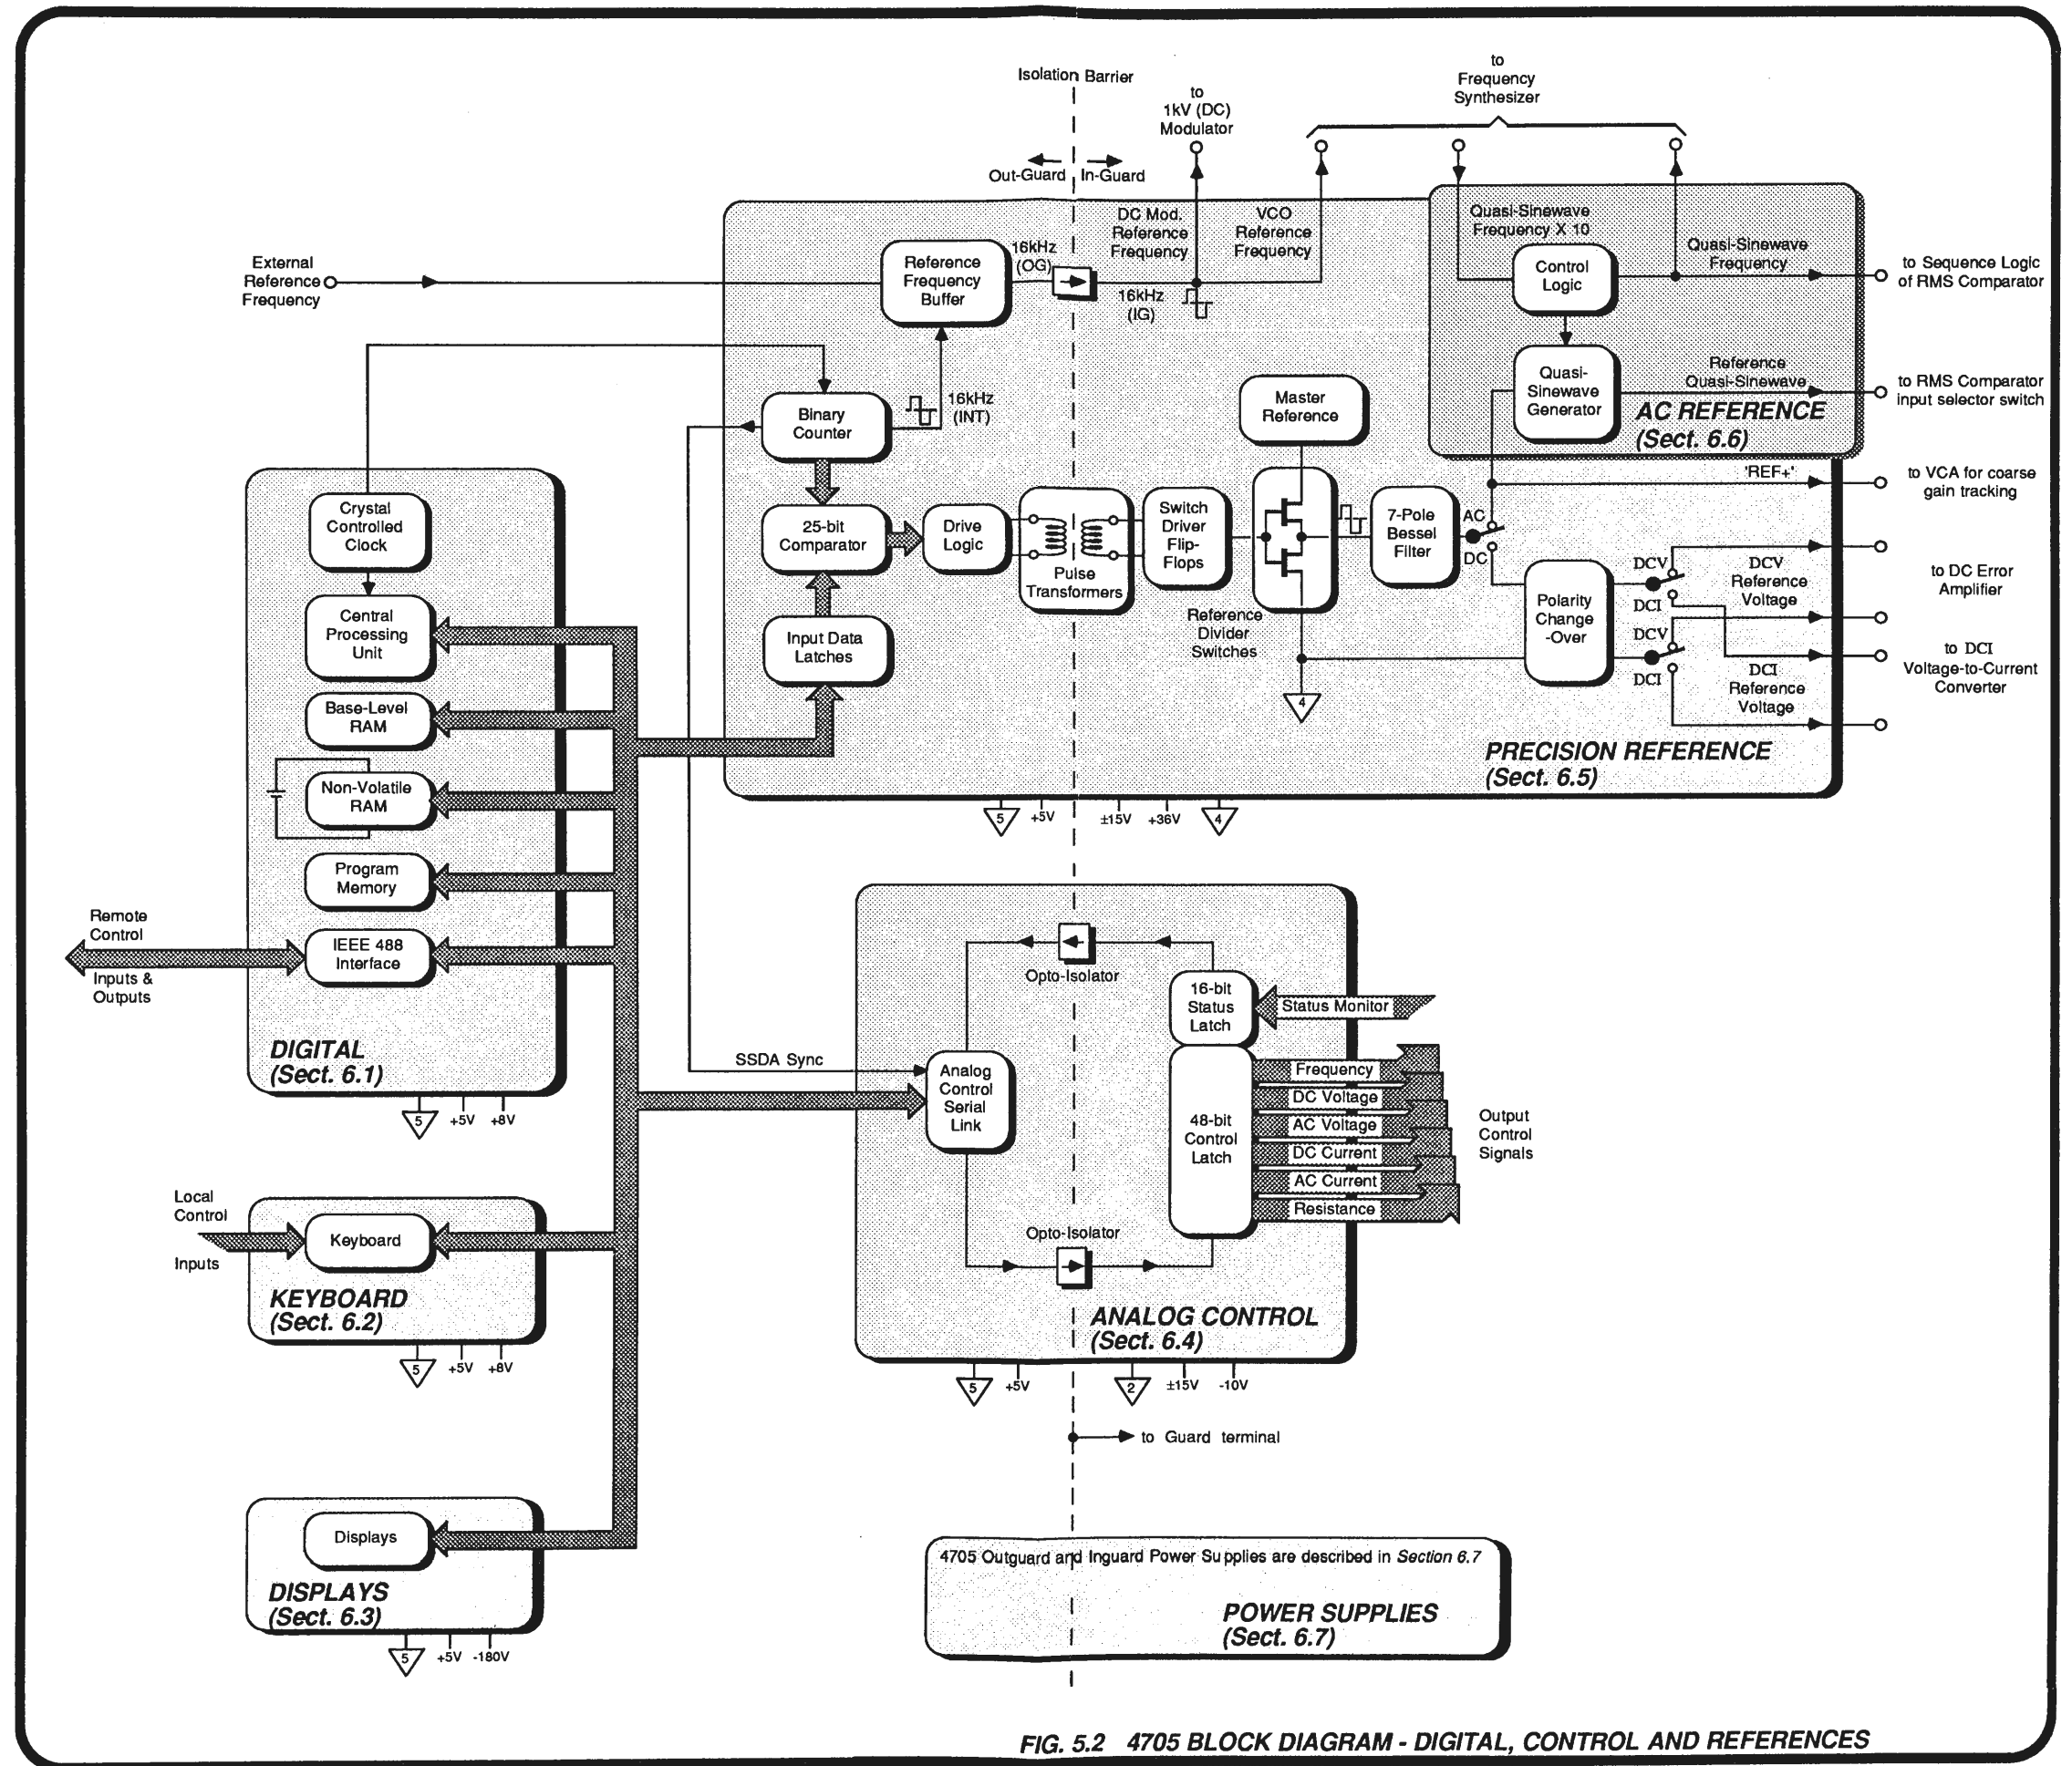 Isolation Barrier
Out-Guard
In-Guard
to
1kV (DC)
Modulator
to
Frequency
Synthesizer
DC Mod.
Reference
Frequency
VCO
Reference
Frequency
Quasi-Sinewave
Frequency X 10
Control
Logic
Quasi-Sinewave
Frequency
to Sequence Logic
of RMS Comparator
Quasi-
Sinewave
Generator
Reference
Quasi-Sinewave
to RMS Comparator
input selector switch
AC REFERENCE
(Sect. 6.6)
External
Reference
Frequency
Reference
Frequency
Buffer
16kHz
(OG)
16kHz
(IG)
Binary
Counter
16kHz
(INT)
Master
Reference
'REF+'
to VCA for coarse
gain tracking
25-bit
Comparator
Drive
Logic
Pulse
Transformers
Switch
Driver
Flip-
Flops
Reference
Divider
Switches
7-Pole
Bessel
Filter
AC
DC
Polarity
Change
-Over
DCV
DCI
DCV
DCI
DCV
Reference
Voltage
DCI
Reference
Voltage
to DC Error
Amplifier
to DCI
Voltage-to-Current
Converter
Input Data
Latches
4
PRECISION REFERENCE
(Sect. 6.5)
5
+5V
±15V
+36V
4
Crystal
Controlled
Clock
Central
Processing
Unit
Base-Level
RAM
Non-Volatile
RAM
Program
Memory
IEEE 488
Interface
Remote
Control
Inputs &
Outputs
DIGITAL
(Sect. 6.1)
5
+5V
+8V
SSDA Sync
Analog
Control
Serial
Link
Opto-Isolator
Opto-Isolator
16-bit
Status
Latch
48-bit
Control
Latch
Status Monitor
Frequency
DC Voltage
AC Voltage
DC Current
AC Current
Resistance
Output
Control
Signals
ANALOG CONTROL
(Sect. 6.4)
5
+5V
2
±15V
-10V
to Guard terminal
Local
Control
Inputs
Keyboard
KEYBOARD
(Sect. 6.2)
5
+5V
+8V
Displays
DISPLAYS
(Sect. 6.3)
5
+5V
-180V
4705 Outguard and Inguard Power Supplies are described in Section 6.7
POWER SUPPLIES
(Sect. 6.7)
FIG. 5.2 4705 BLOCK DIAGRAM - DIGITAL, CONTROL AND REFERENCES